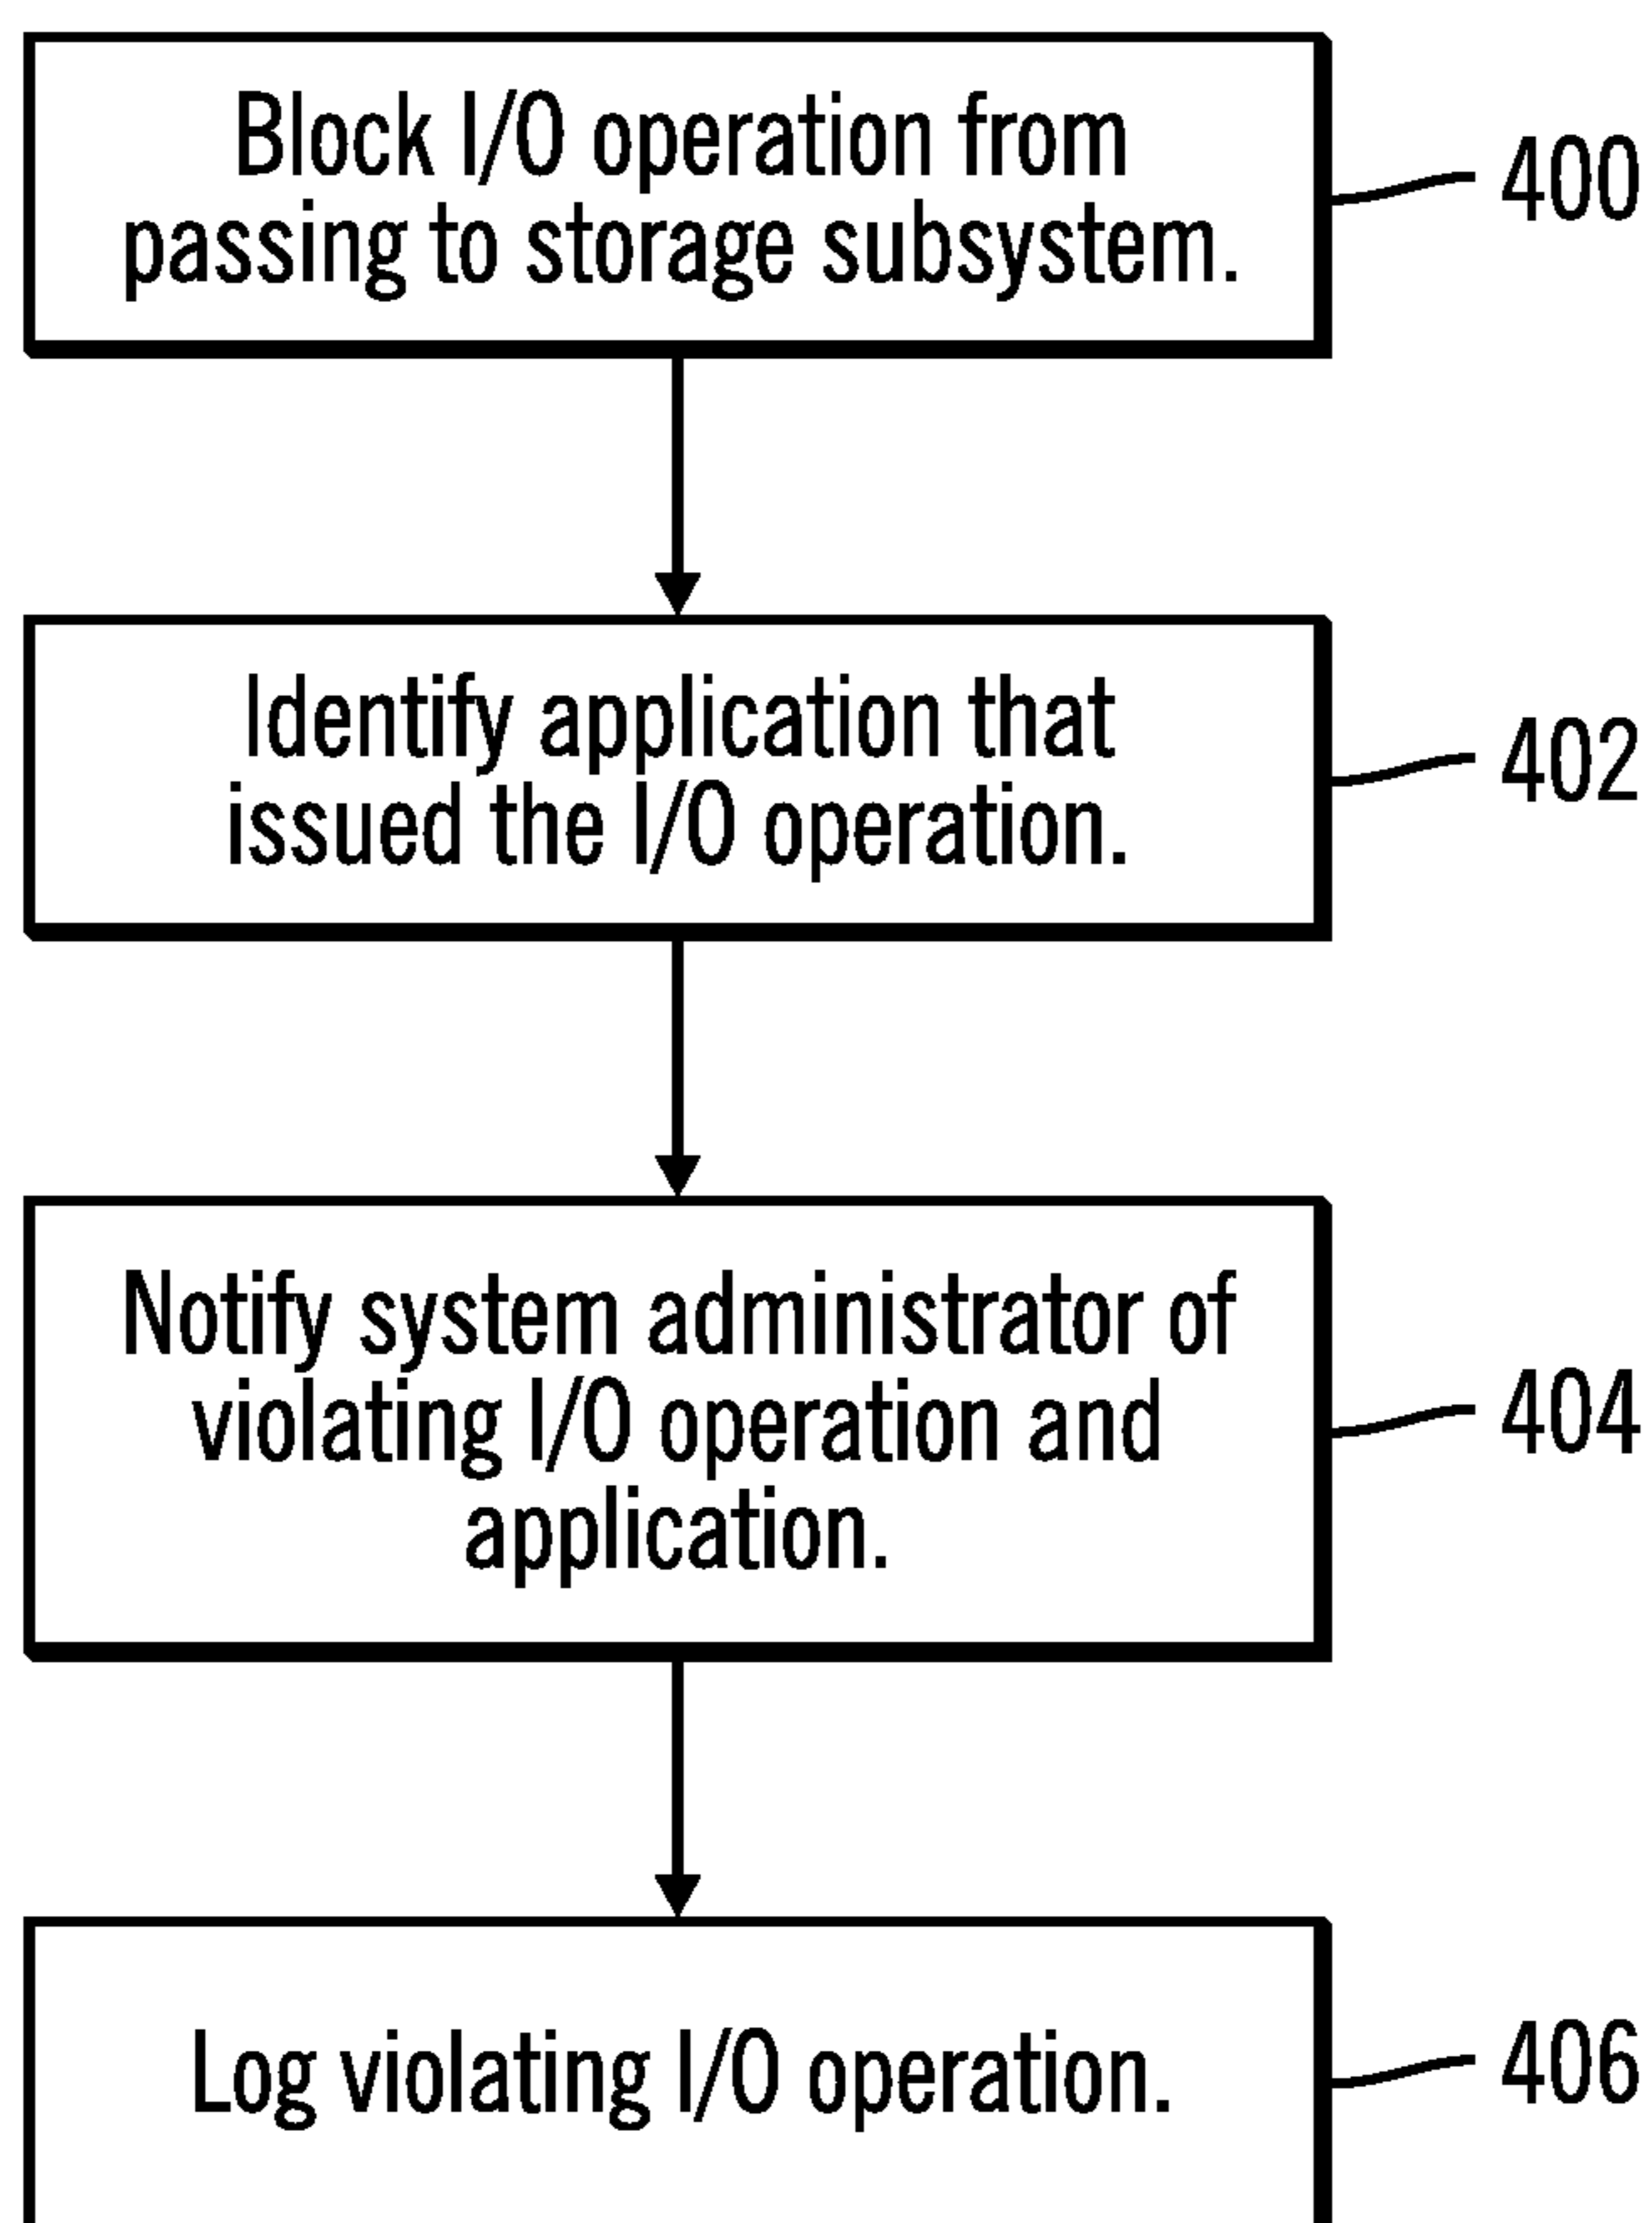 Block I/O operation from
passing to storage subsystem.
400
Identify application that
issued the I/O operation.
402
Notify system administrator of
violating I/O operation and
application.
404
Log violating I/O operation.
406